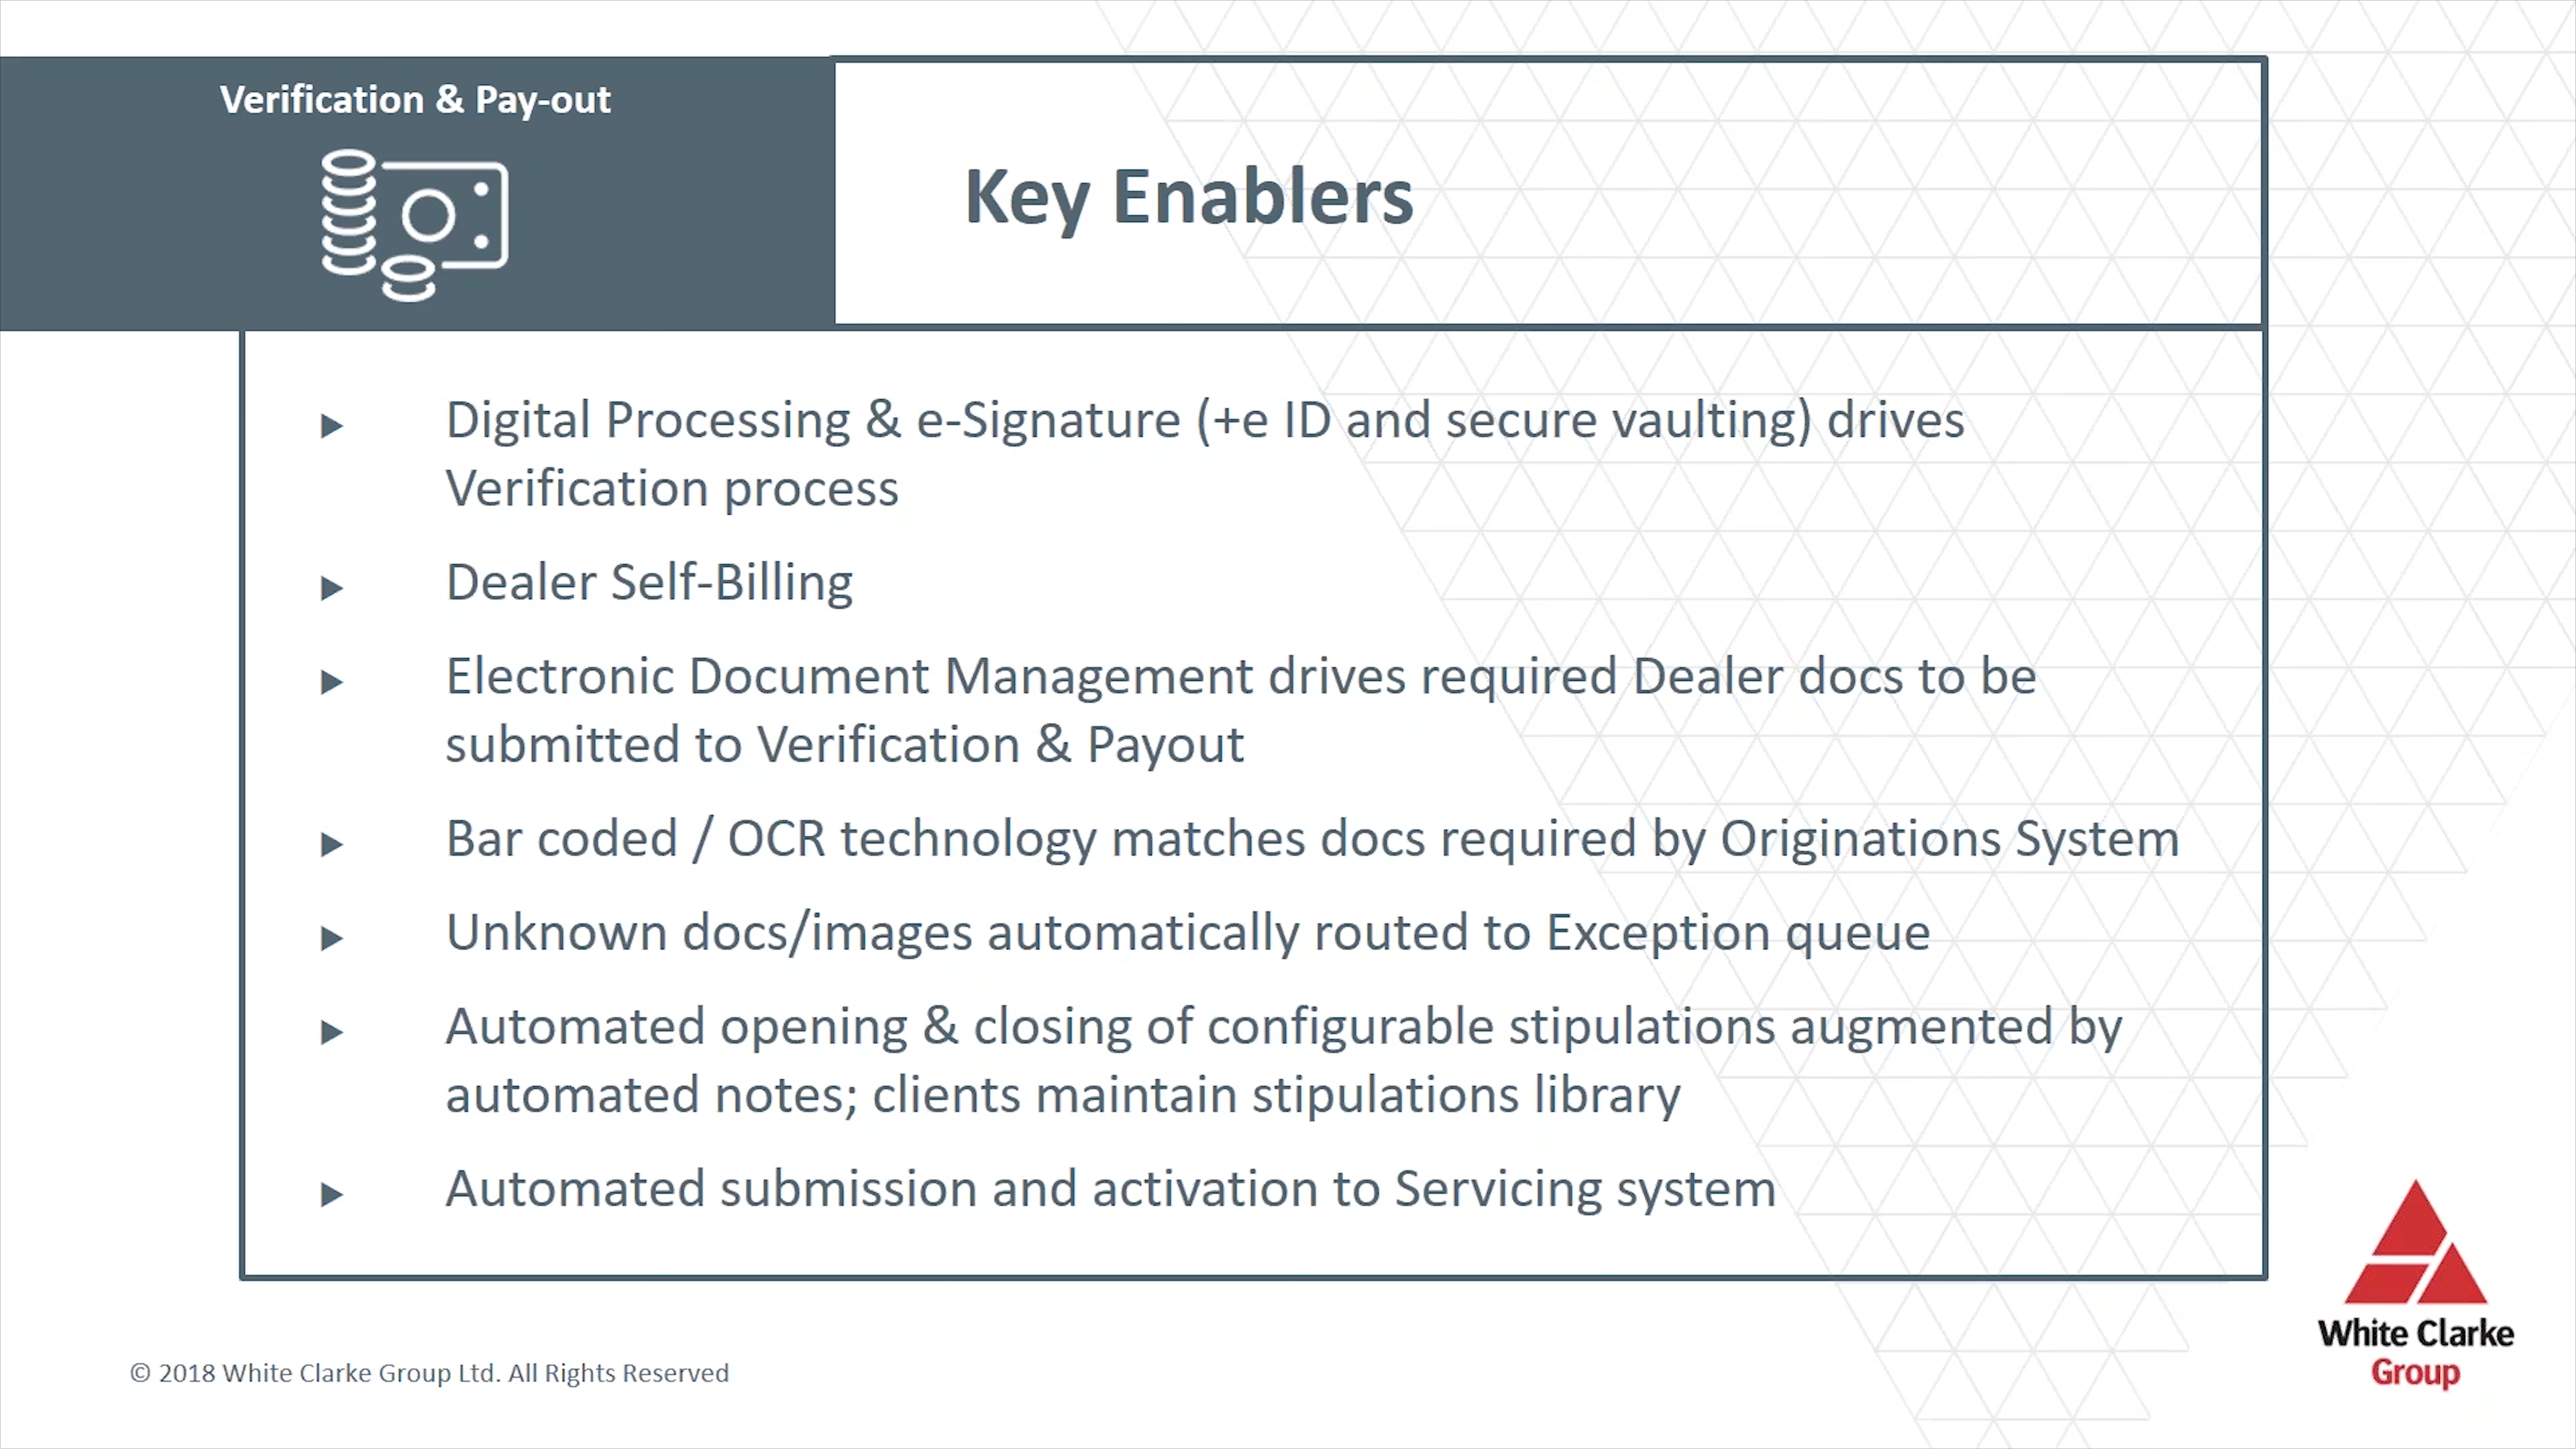 Verification & Pay-out
Key Enablers
Digital Processing & e-Signature (+e ID and secure vaulting) drives
Verification process
Dealer Self-Billing
Electronic Document Management drives required Dealer docs to be
submitted to Verification & Payout
Bar coded / OCR technology matches docs required by Originations System
Unknown docs/images automatically routed to Exception queue
Automated opening & closing of configurable stipulations augmented by
automated notes; clients maintain stipulations library
Automated submission and activation to Servicing system
White Clarke
Group
© 2018 White Clarke Group Ltd. All Rights Reserved